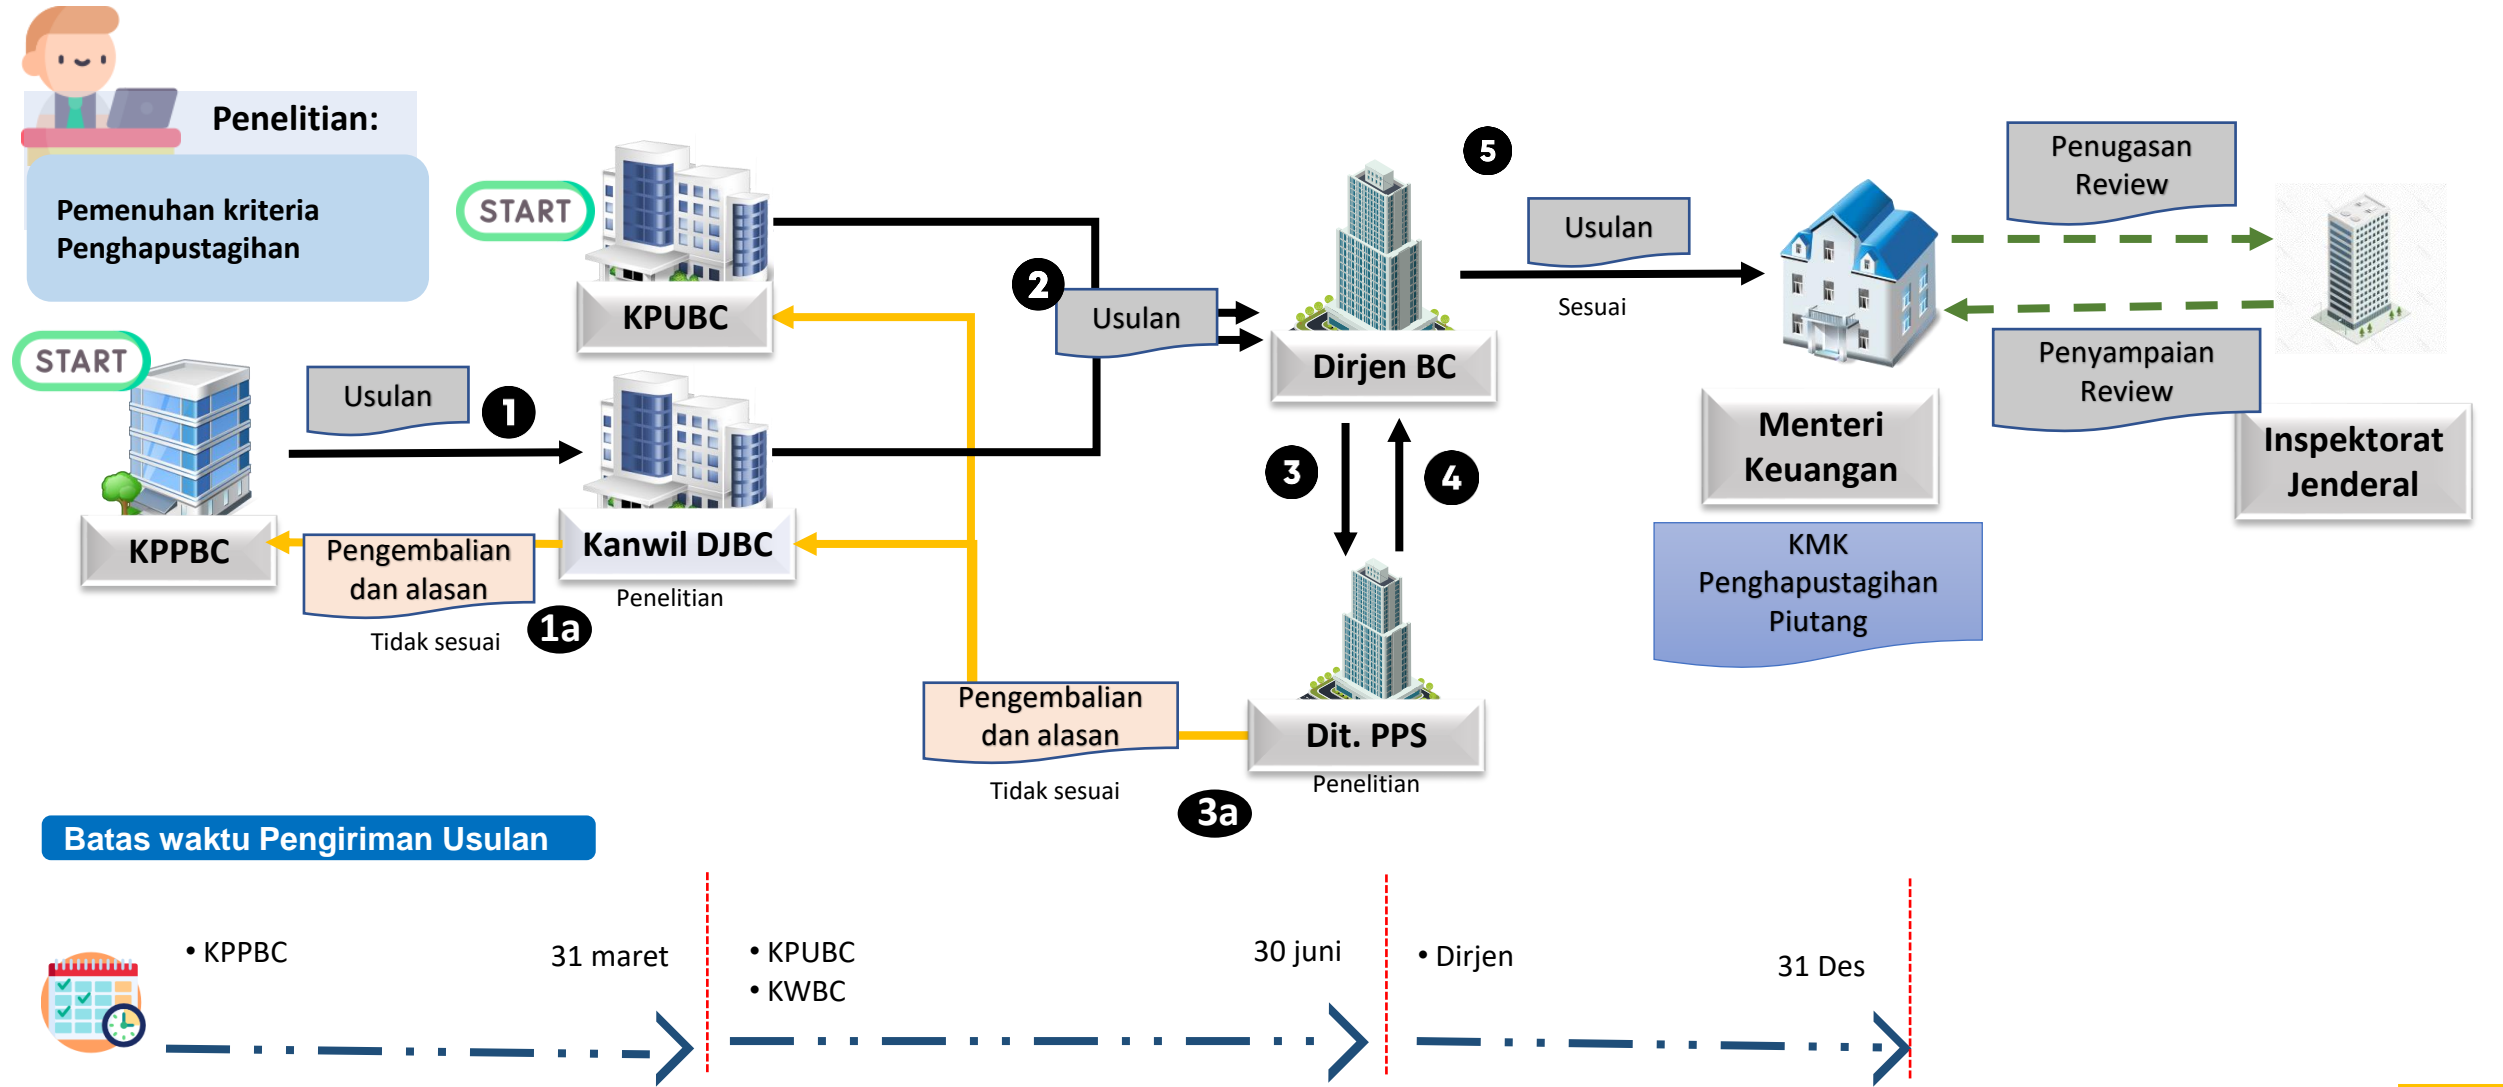 Penelitian:
Pemenuhan kriteria
Penghapustagihan
START
KPUBC
START
KPPBC
Usulan
1
Kanwil DJBC
Penelitian
Pengembalian
dan alasan
Tidak sesuai
1a
2
Usulan
Dirjen BC
3
4
Dit. PPS
Penelitian
Pengembalian
dan alasan
Tidak sesuai
3a
5
Usulan
Sesuai
Menteri
Keuangan
KMK
Penghapustagihan
Piutang
Penugasan
Review
Penyampaian
Review
Inspektorat
Jenderal
Batas waktu Pengiriman Usulan
• KPPBC
31 maret
• KPUBC
• KWBC
30 juni
• Dirjen
31 Des